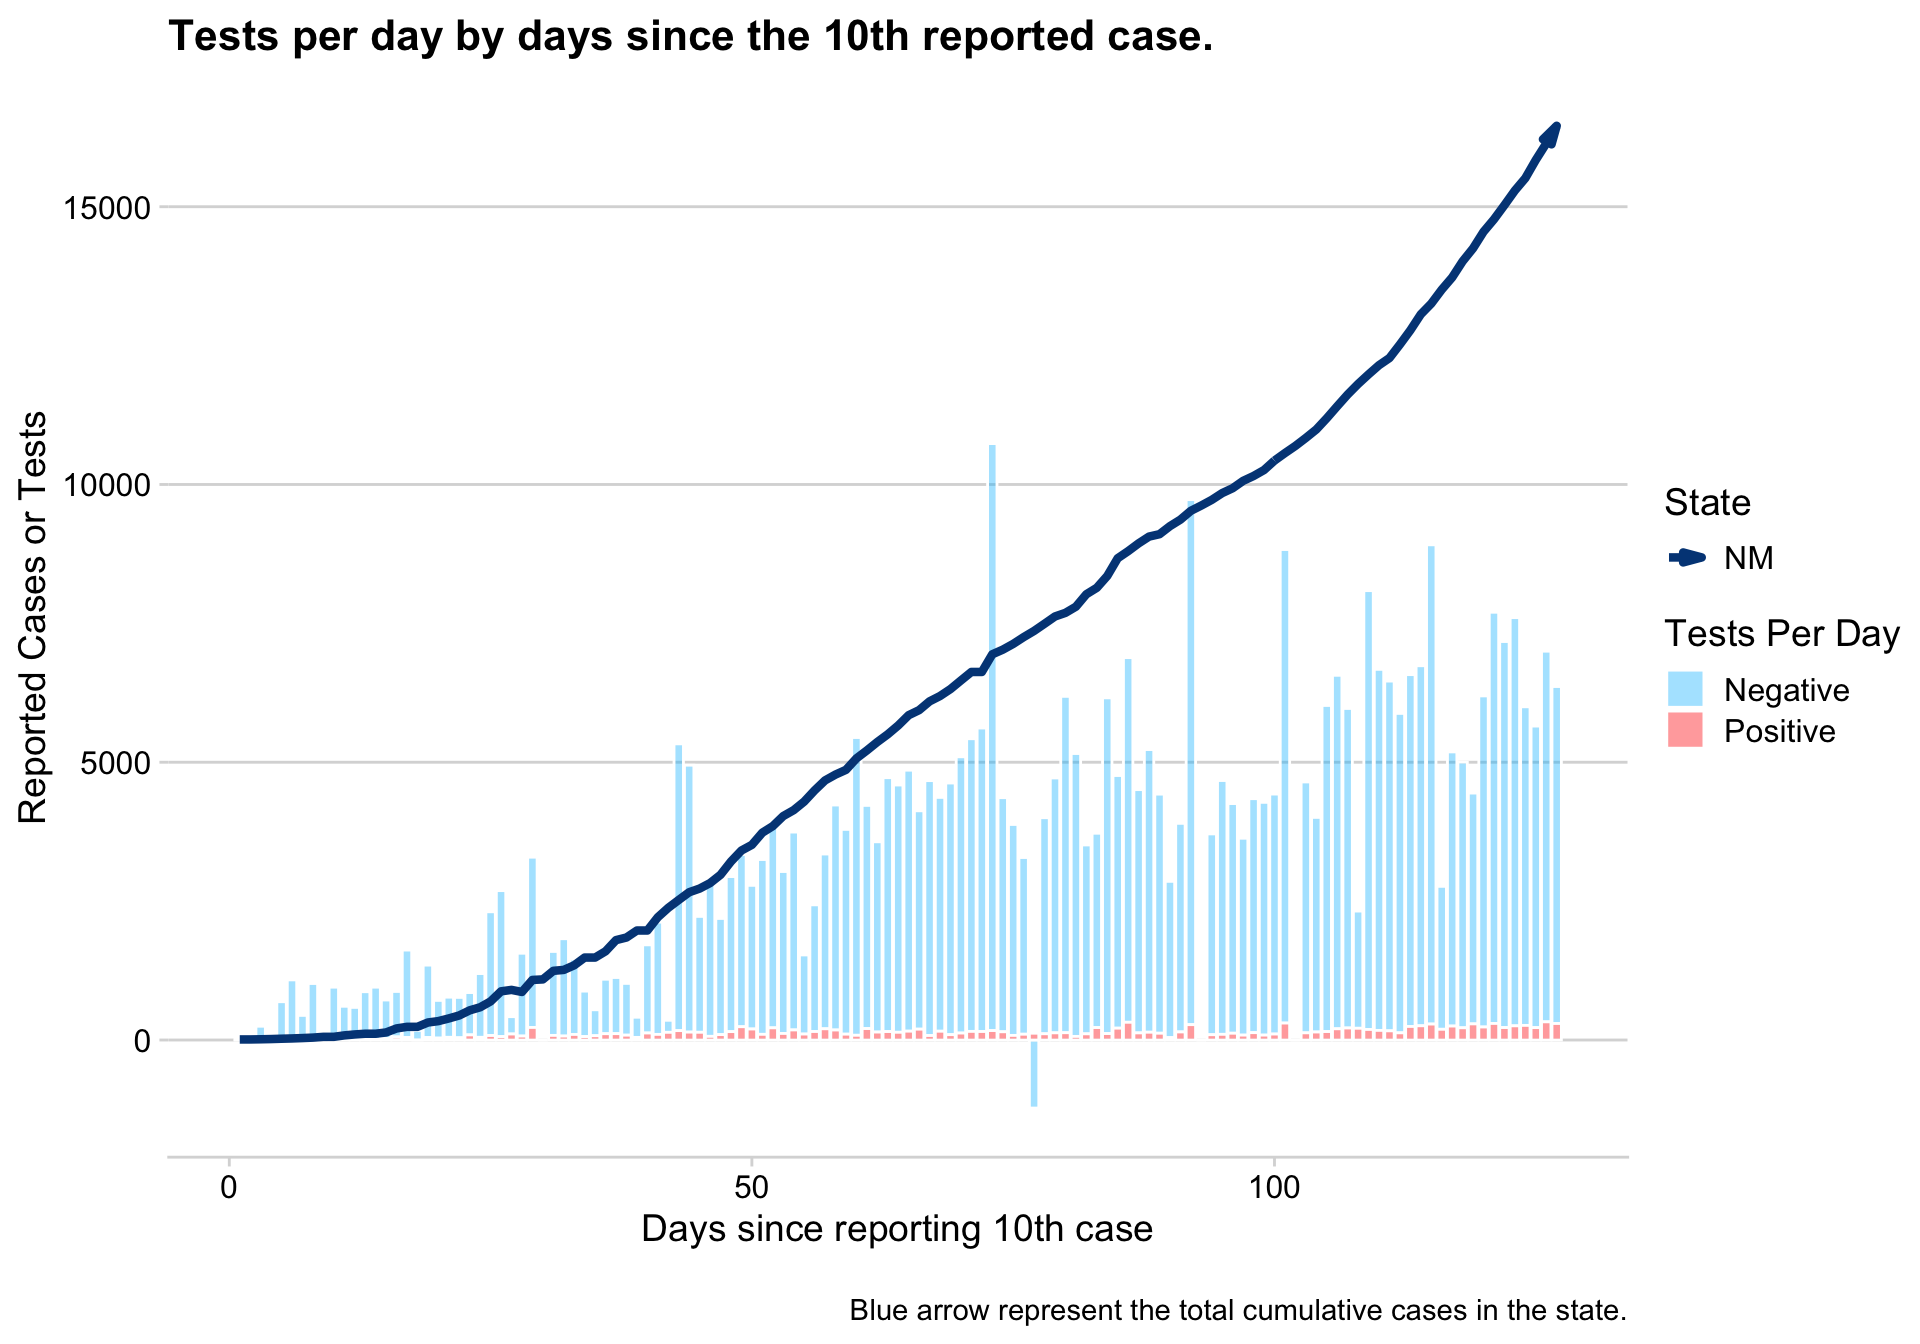 Tests per day by days since the 10th reported case.
15000
10000
5000
0
Reported Cases or Tests
0
50
100
Days since reporting 10th case
State
NM
Tests Per Day
Negative
Positive
Blue arrow represent the total cumulative cases in the state.